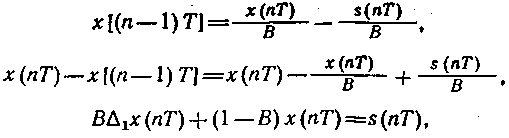 x[(n−1) T]=x(nT)/B − s(nT)/B,
x(nT)−x[(n−1) T]=x(nT)− x(nT)/B + s(nT)/B,
BΔ₁x(nT)+(1−B) x(nT)=s(nT),